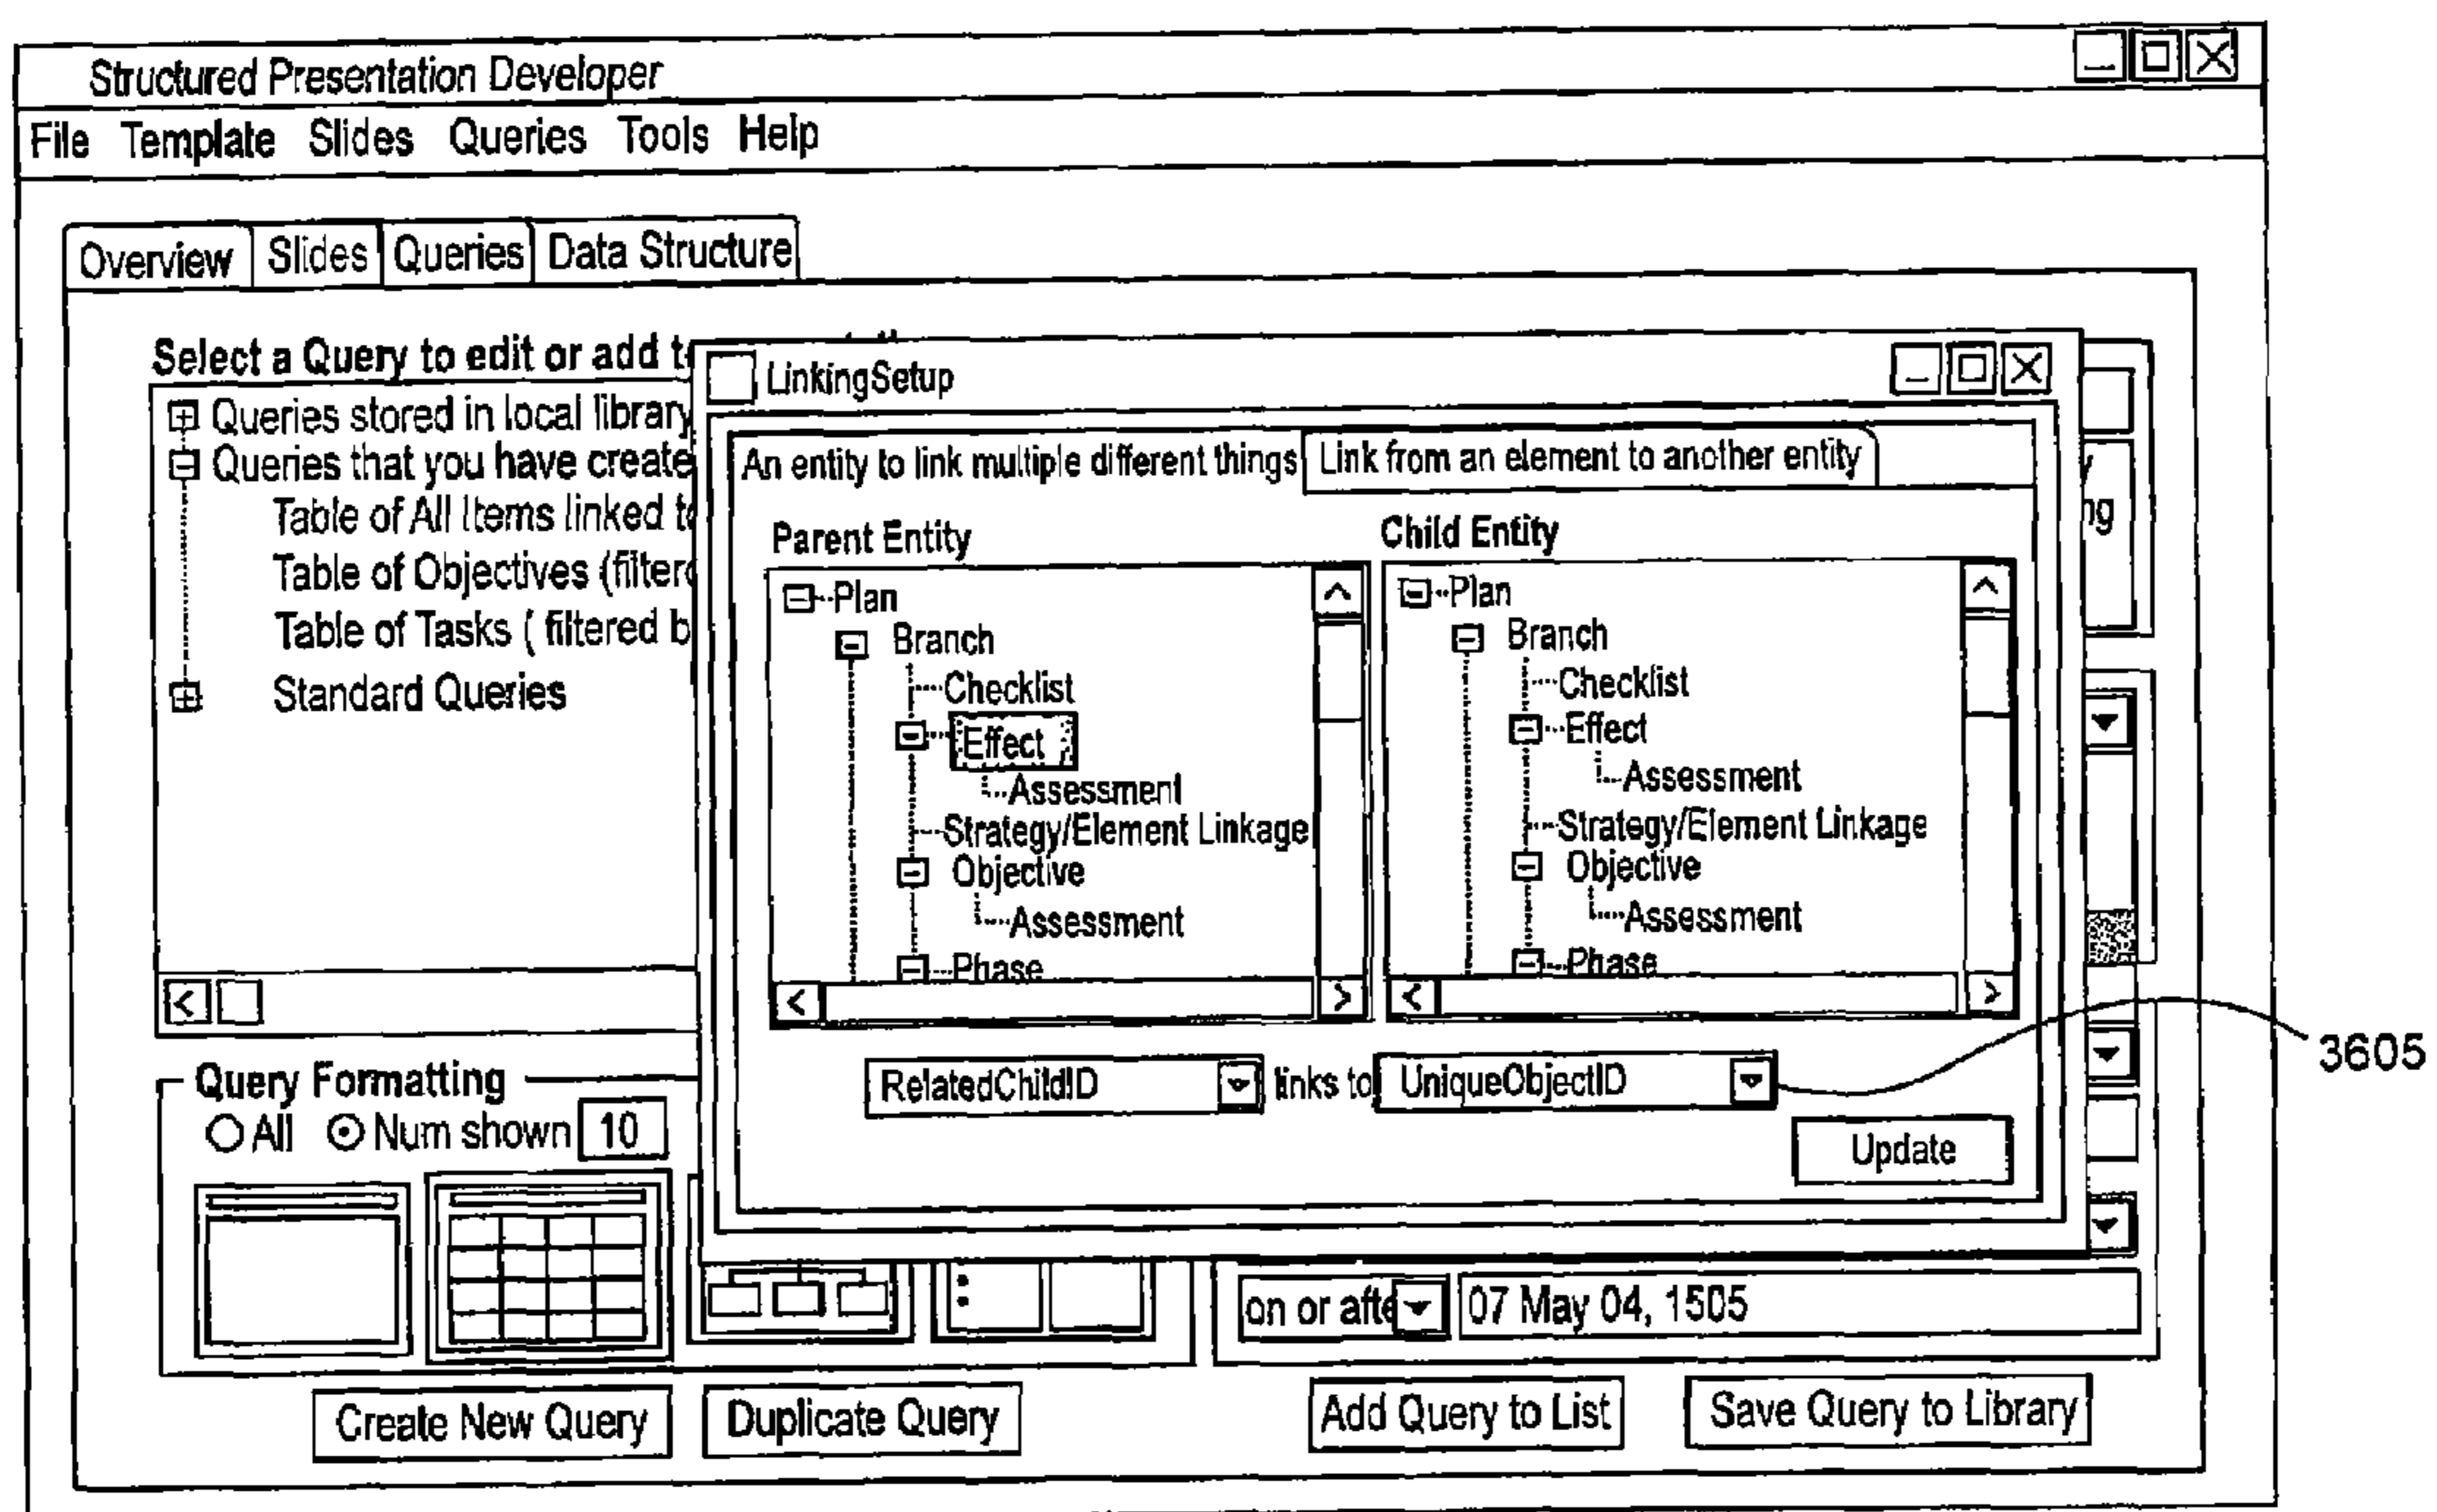 Structured Presentation Developer
File Template Slides Queries Tools Help
Overview Slides Queries Data Structure
Select a Query to edit or add
Queries stored in local library
Queries that you have create
Table of All Items linked
Table of Objectives (filter
Table of Tasks ( filtered b
Standard Queries
LinkingSetup
An entity to link multiple different things Link from an element to another entity
Parent Entity
Plan
Branch
Checklist
Effect
Assessment
Strategy/Element Linkage
Objective
Assessment
Phase
Child Entity
Plan
Branch
Checklist
Effect
Assessment
Strategy/Element Linkage
Objective
Assessment
Phase
RelatedChildID links to UniqueObjectID
3605
Update
ng
Query Formatting
All Num shown 10
on or afte 07 May 04, 1505
Create New Query Duplicate Query Add Query to List Save Query to Library